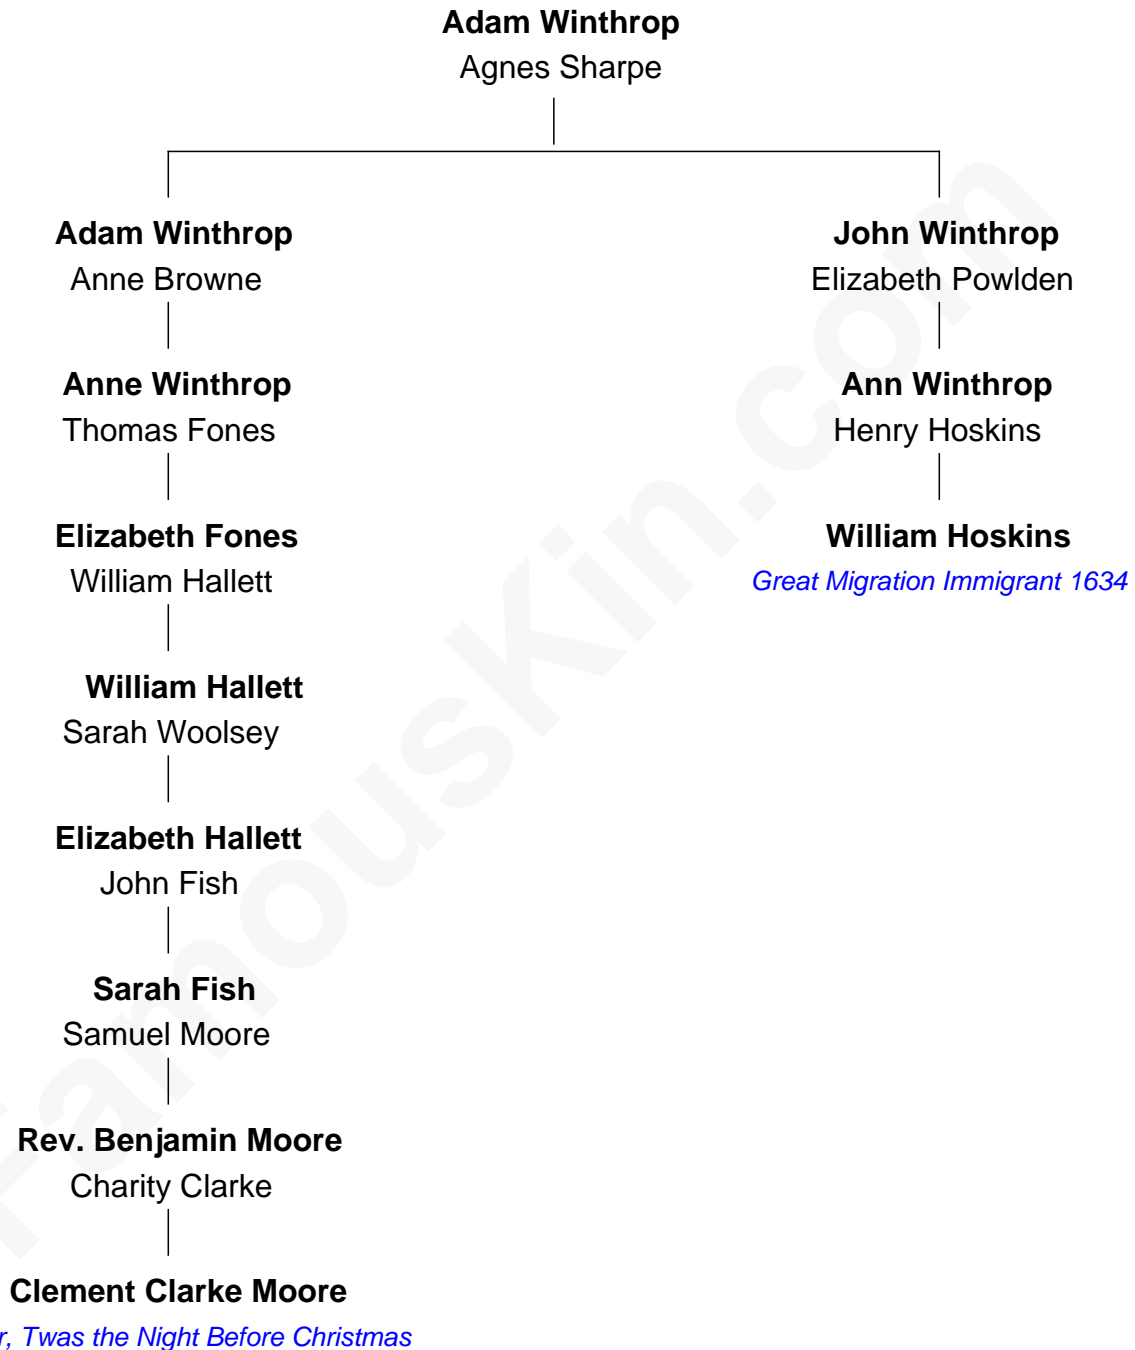 Adam Winthrop
Agnes Sharpe
Adam Winthrop
Anne Browne
John Winthrop
Elizabeth Powlden
Anne Winthrop
Thomas Fones
Ann Winthrop
Henry Hoskins
Elizabeth Fones
William Hallett
William Hoskins
Great Migration Immigrant 1634
William Hallett
Sarah Woolsey
Elizabeth Hallett
John Fish
Sarah Fish
Samuel Moore
Rev. Benjamin Moore
Charity Clarke
Clement Clarke Moore
Twas the Night Before Christmas
FamousKin.com